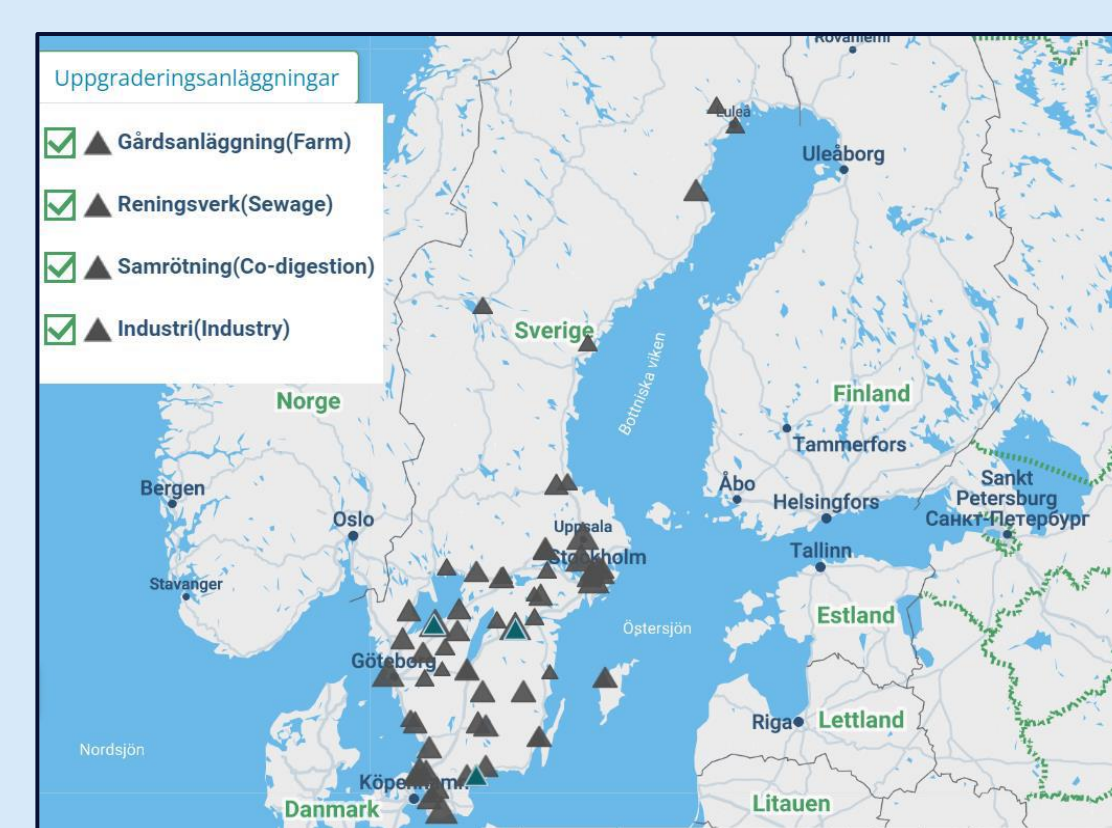 Uppgraderingsanläggningar
Gårdsanläggning(Farm)
Reningsverk(Sewage)
Samrötning(Co-digestion)
Industri(Industry)
Rovaniemi
Luleå
Uleåborg
Sverige
Bottniska viken
Norge
Finland
Tammerfors
Bergen
Åbo
Helsingfors
Sankt
Petersburg
Санкт-Петербург
Oslo
Uppsala
Stockholm
Tallinn
Stavanger
Estland
Östersjön
Göteborg
Riga
Lettland
Nordsjön
Köpenhamn
Danmark
Litauen